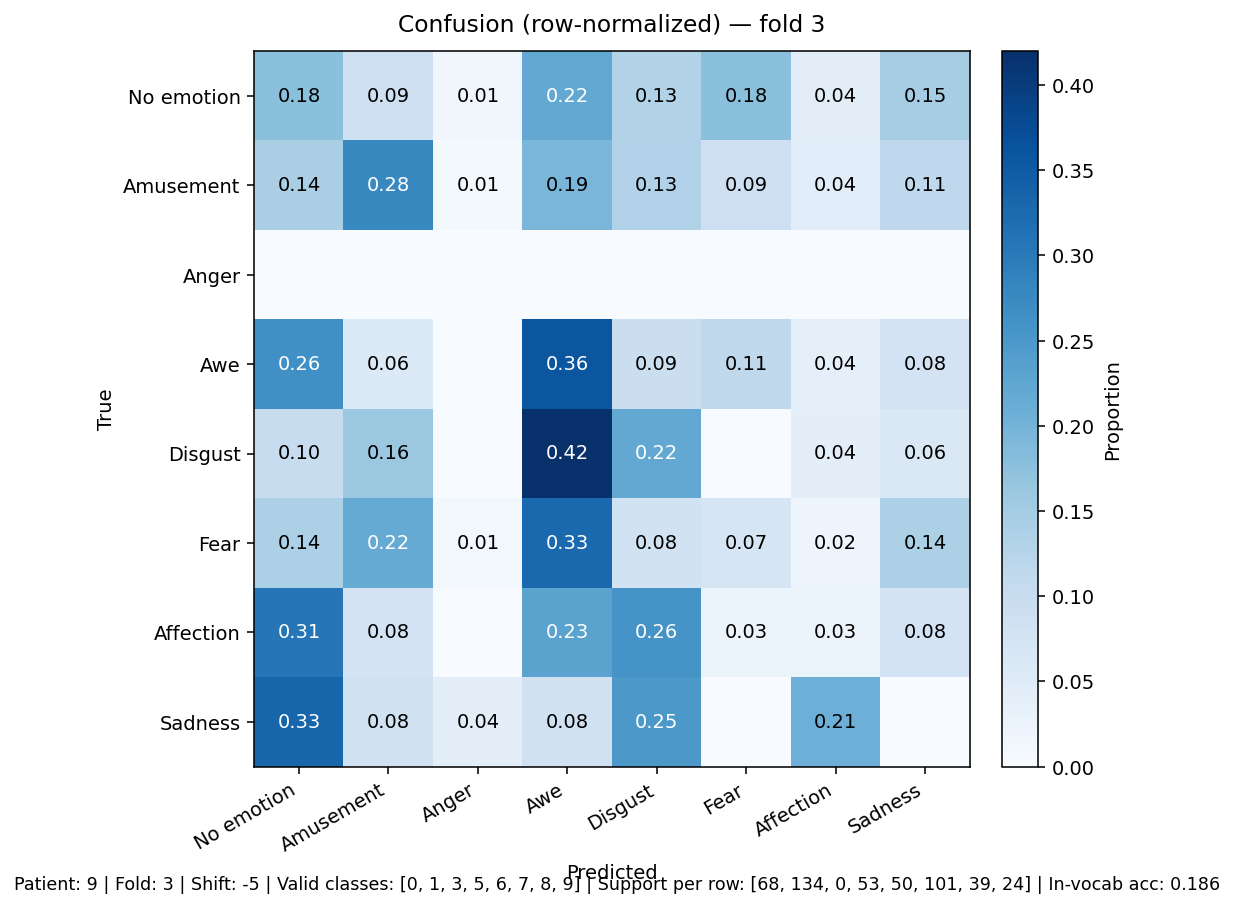 Confusion (row-normalized) — fold 3
No emotion 0.18 0.09 0.01 0.22 0.13 0.18 0.04 0.15
Amusement 0.14 0.28 0.01 0.19 0.13 0.09 0.04 0.11
Anger
Awe 0.26 0.06 0.36 0.09 0.11 0.04 0.08
Disgust 0.10 0.16 0.42 0.22 0.04 0.06
Fear 0.14 0.22 0.01 0.33 0.08 0.07 0.02 0.14
Affection 0.31 0.08 0.23 0.26 0.03 0.03 0.08
Sadness 0.33 0.08 0.04 0.08 0.25 0.21
True
No emotion Amusement Anger Awe Disgust Fear Affection Sadness
Predicted
0.40
0.35
0.30
0.25
0.20
0.15
0.10
0.05
0.00
Proportion
Patient: 9 | Fold: 3 | Shift: -5 | Valid classes: [0, 1, 3, 5, 6, 7, 8, 9] | Support per row: [68, 134, 0, 53, 50, 101, 39, 24] | In-vocab acc: 0.186